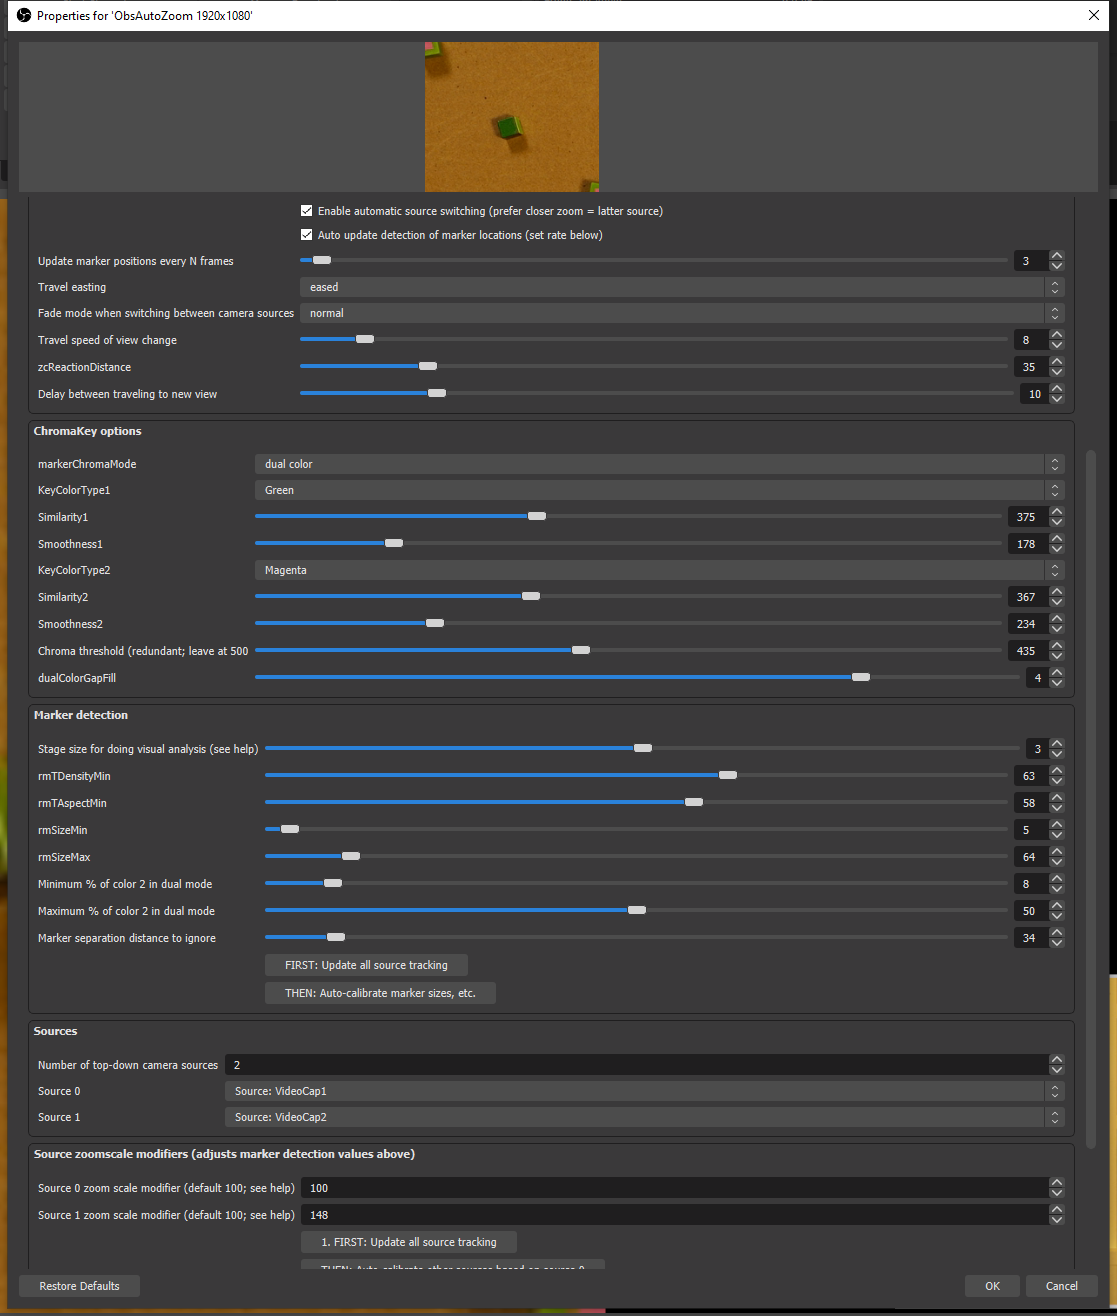 Properties for 'ObsAutoZoom 1920x1080'
Enable automatic source switching (prefer closer zoom = latter source)
Auto update detection of marker locations (set rate below)
Update marker positions every N frames 3
Travel easting eased
Fade mode when switching between camera sources normal
Travel speed of view change 8
zcReactionDistance 35
Delay between traveling to new view 10
ChromaKey options
markerChromaMode dual color
KeyColorType1 Green
Similarity1 375
Smoothness1 178
KeyColorType2 Magenta
Similarity2 367
Smoothness2 234
Chroma threshold (redundant; leave at 500 435
dualColorGapFill 4
Marker detection
Stage size for doing visual analysis (see help) 3
rmTDensityMin 63
rmTAspectMin 58
rmSizeMin 5
rmSizeMax 64
Minimum % of color 2 in dual mode 8
Maximum % of color 2 in dual mode 50
Marker separation distance to ignore 34
FIRST: Update all source tracking
THEN: Auto-calibrate marker sizes, etc.
Sources
Number of top-down camera sources 2
Source 0 Source: VideoCap1
Source 1 Source: VideoCap2
Source zoomscale modifiers (adjusts marker detection values above)
Source 0 zoom scale modifier (default 100; see help) 100
Source 1 zoom scale modifier (default 100; see help) 148
1. FIRST: Update all source tracking
THEN: Auto-calibrate other sources based on source 0
Restore Defaults OK Cancel